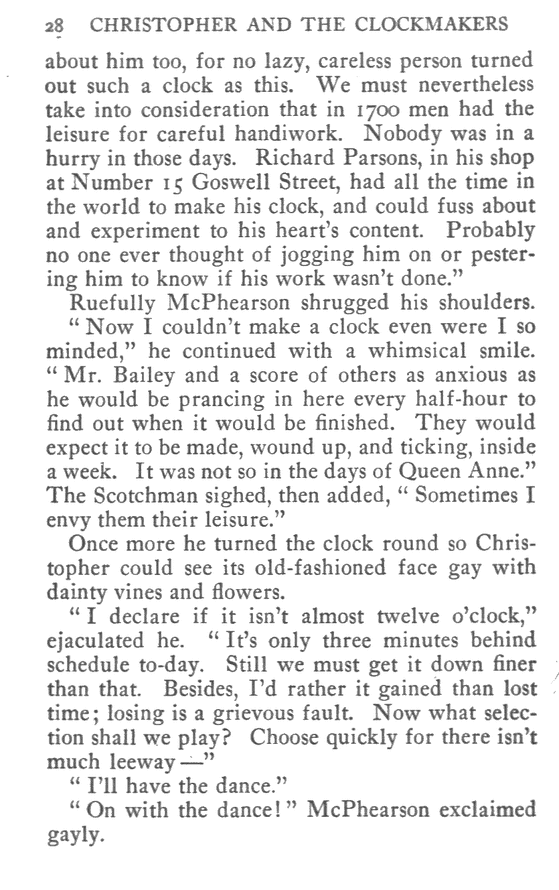 28 CHRISTOPHER AND THE CLOCKMAKERS
about him too, for no lazy, careless person turned
out such a clock as this. We must nevertheless
take into consideration that in 1700 men had the
leisure for careful handiwork. Nobody was in a
hurry in those days. Richard Parsons, in his shop
at Number 15 Goswell Street, had all the time in
the world to make his clock, and could fuss about
and experiment to his heart's content. Probably
no one ever thought of jogging him on or pester-
ing him to know if his work wasn't done."
Ruefully McPhearson shrugged his shoulders.
"Now I couldn't make a clock even were I so
minded," he continued with a whimsical smile.
"Mr. Bailey and a score of others as anxious as
he would be prancing in here every half-hour to
find out when it would be finished. They would
expect it to be made, wound up, and ticking, inside
a week. It was not so in the days of Queen Anne."
The Scotchman sighed, then added, "Sometimes I
envy them their leisure."
Once more he turned the clock round so Chris-
topher could see its old-fashioned face gay with
dainty vines and flowers.
"I declare if it isn't almost twelve o'clock,"
ejaculated he. "It's only three minutes behind
schedule to-day. Still we must get it down finer
than that. Besides, I'd rather it gained than lost
time; losing is a grievous fault. Now what selec-
tion shall we play? Choose quickly for there isn't
much leeway—"
"I'll have the dance."
"On with the dance!" McPhearson exclaimed
gayly.